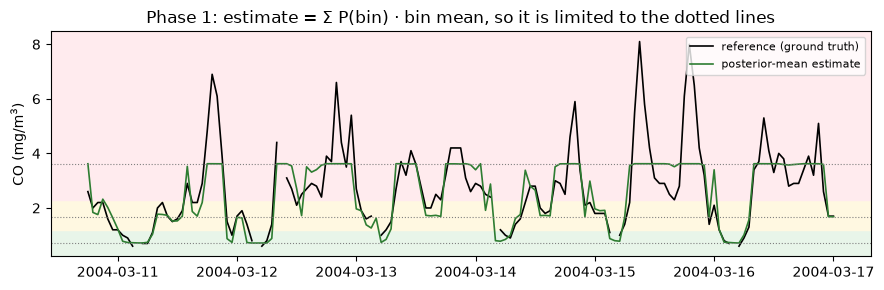 Phase 1: estimate = Σ P(bin) · bin mean, so it is limited to the dotted lines
CO (mg/m³)
8
6
4
2
reference (ground truth)
posterior-mean estimate
2004-03-11 2004-03-12 2004-03-13 2004-03-14 2004-03-15 2004-03-16 2004-03-17